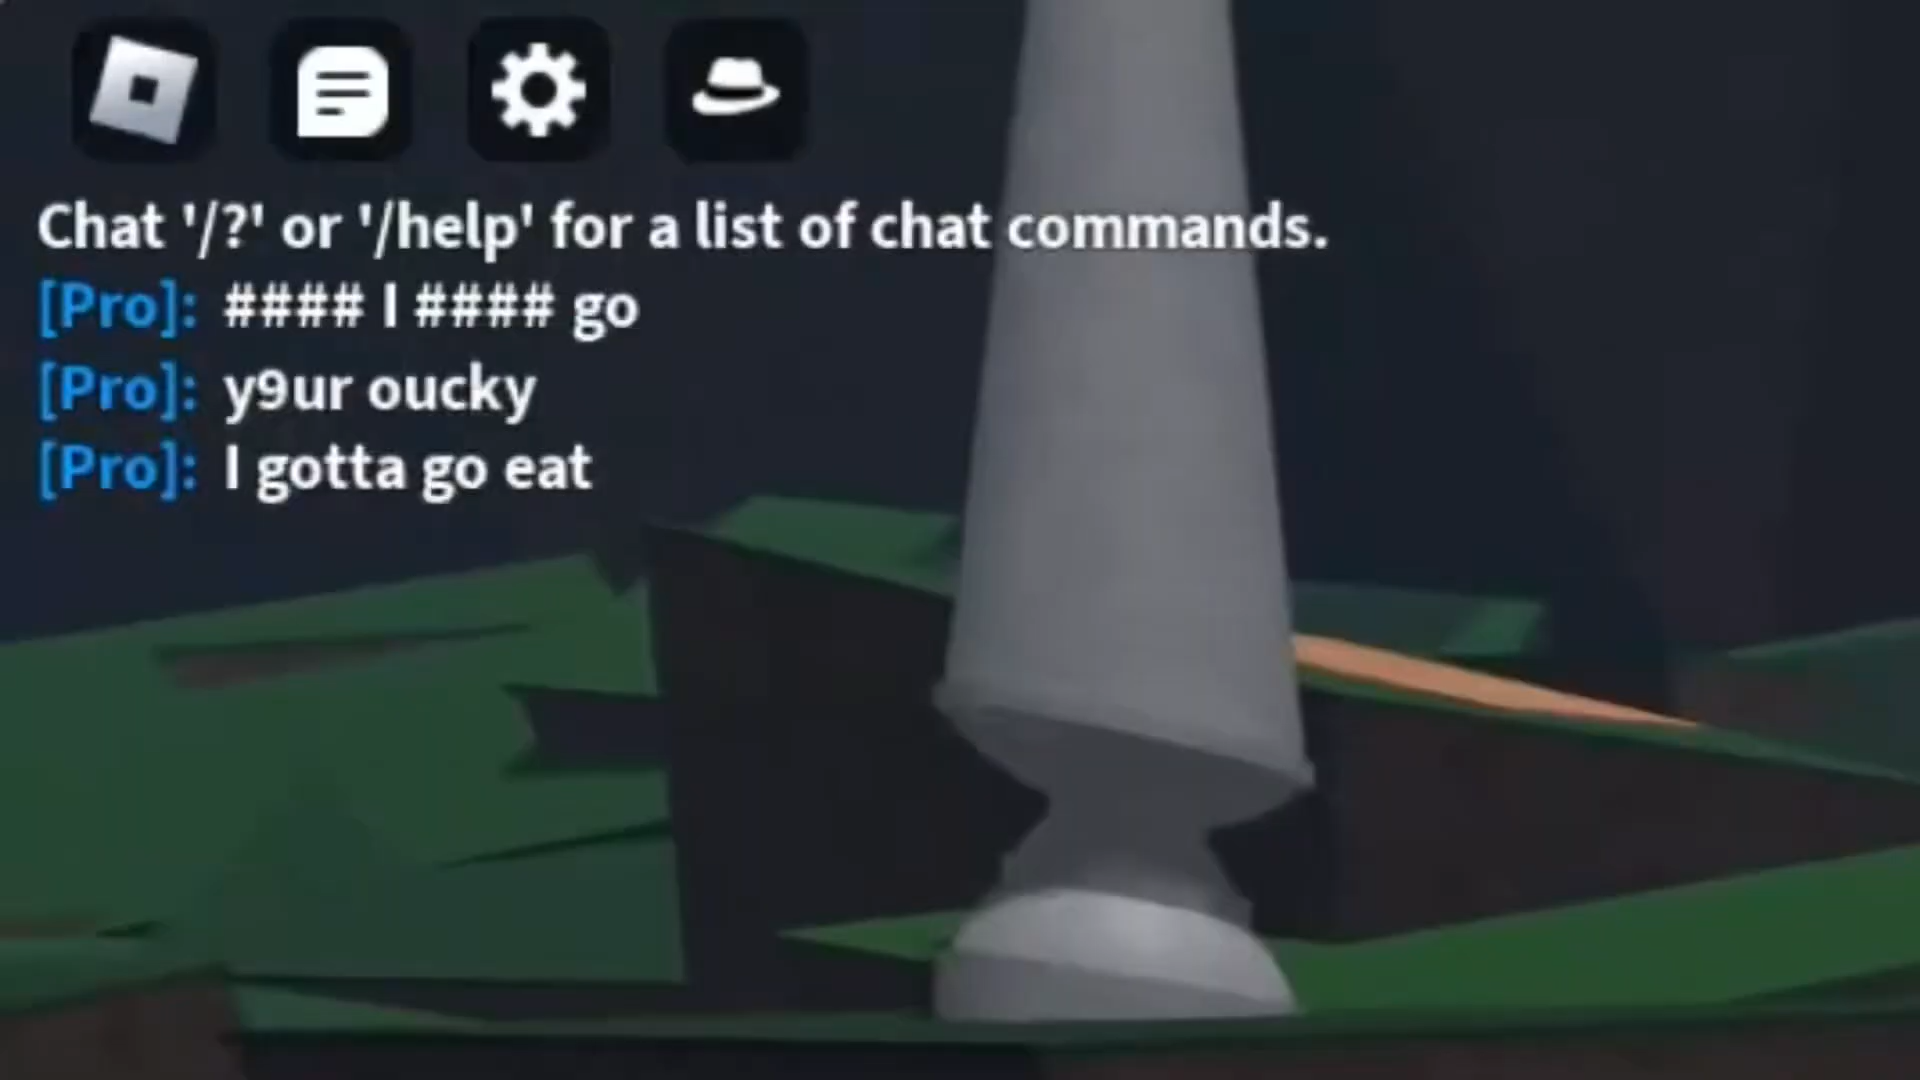 Chat '/?' or '/help' for a list of chat commands.
[Pro]: #### I #### go
[Pro]: y9ur oucky
[Pro]: I gotta go eat